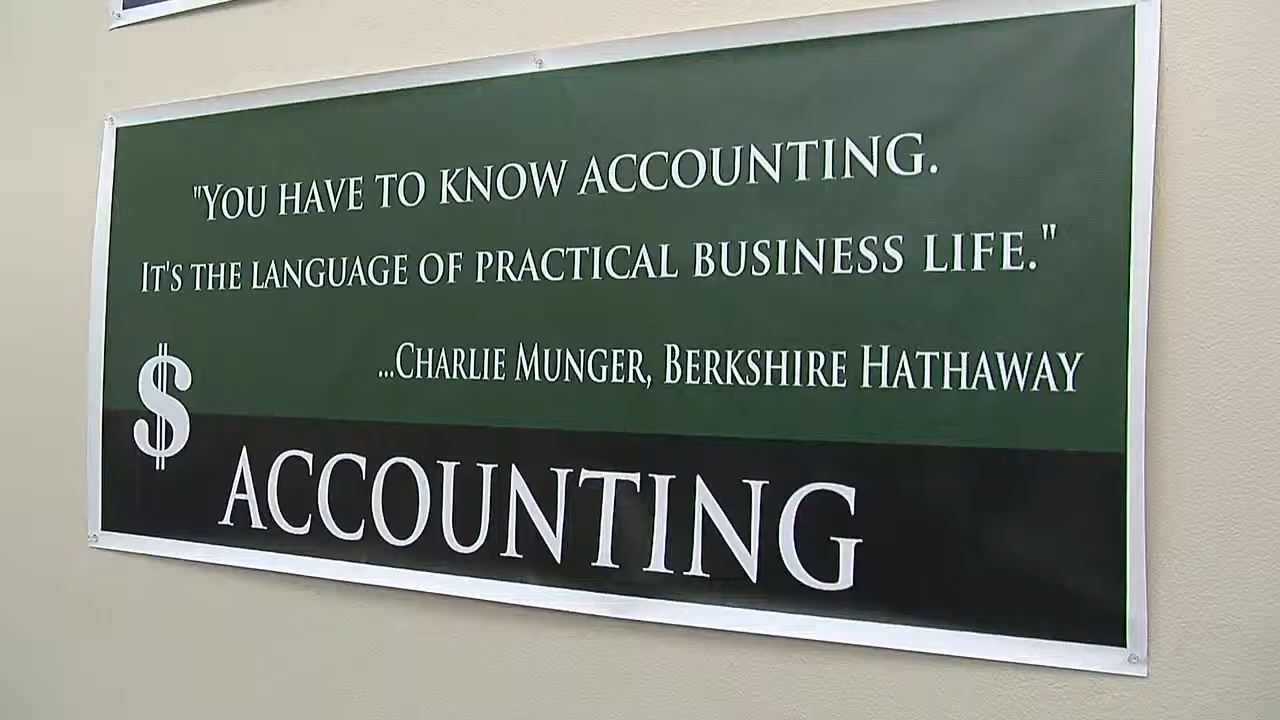 "You have to know accounting.
It's the language of practical business life."
...Charlie Munger, Berkshire Hathaway
$
ACCOUNTING